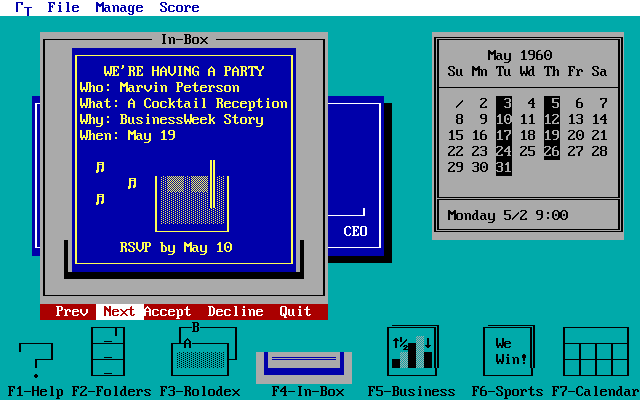 ΓT File Manage Score
In-Box
WE'RE HAVING A PARTY
Who: Marvin Peterson
What: A Cocktail Reception
Why: BusinessWeek Story
When: May 19
RSVP by May 10
CEO
Prev Next Accept Decline Quit
May 1960
Su Mn Tu Wd Th Fr Sa
/ 2 3 4 5 6 7
8 9 10 11 12 13 14
15 16 17 18 19 20 21
22 23 24 25 26 27 28
29 30 31
Monday 5/2 9:00
?
B
A
↑½ ↓
We
Win!
F1-Help F2-Folders F3-Rolodex F4-In-Box F5-Business F6-Sports F7-Calendar